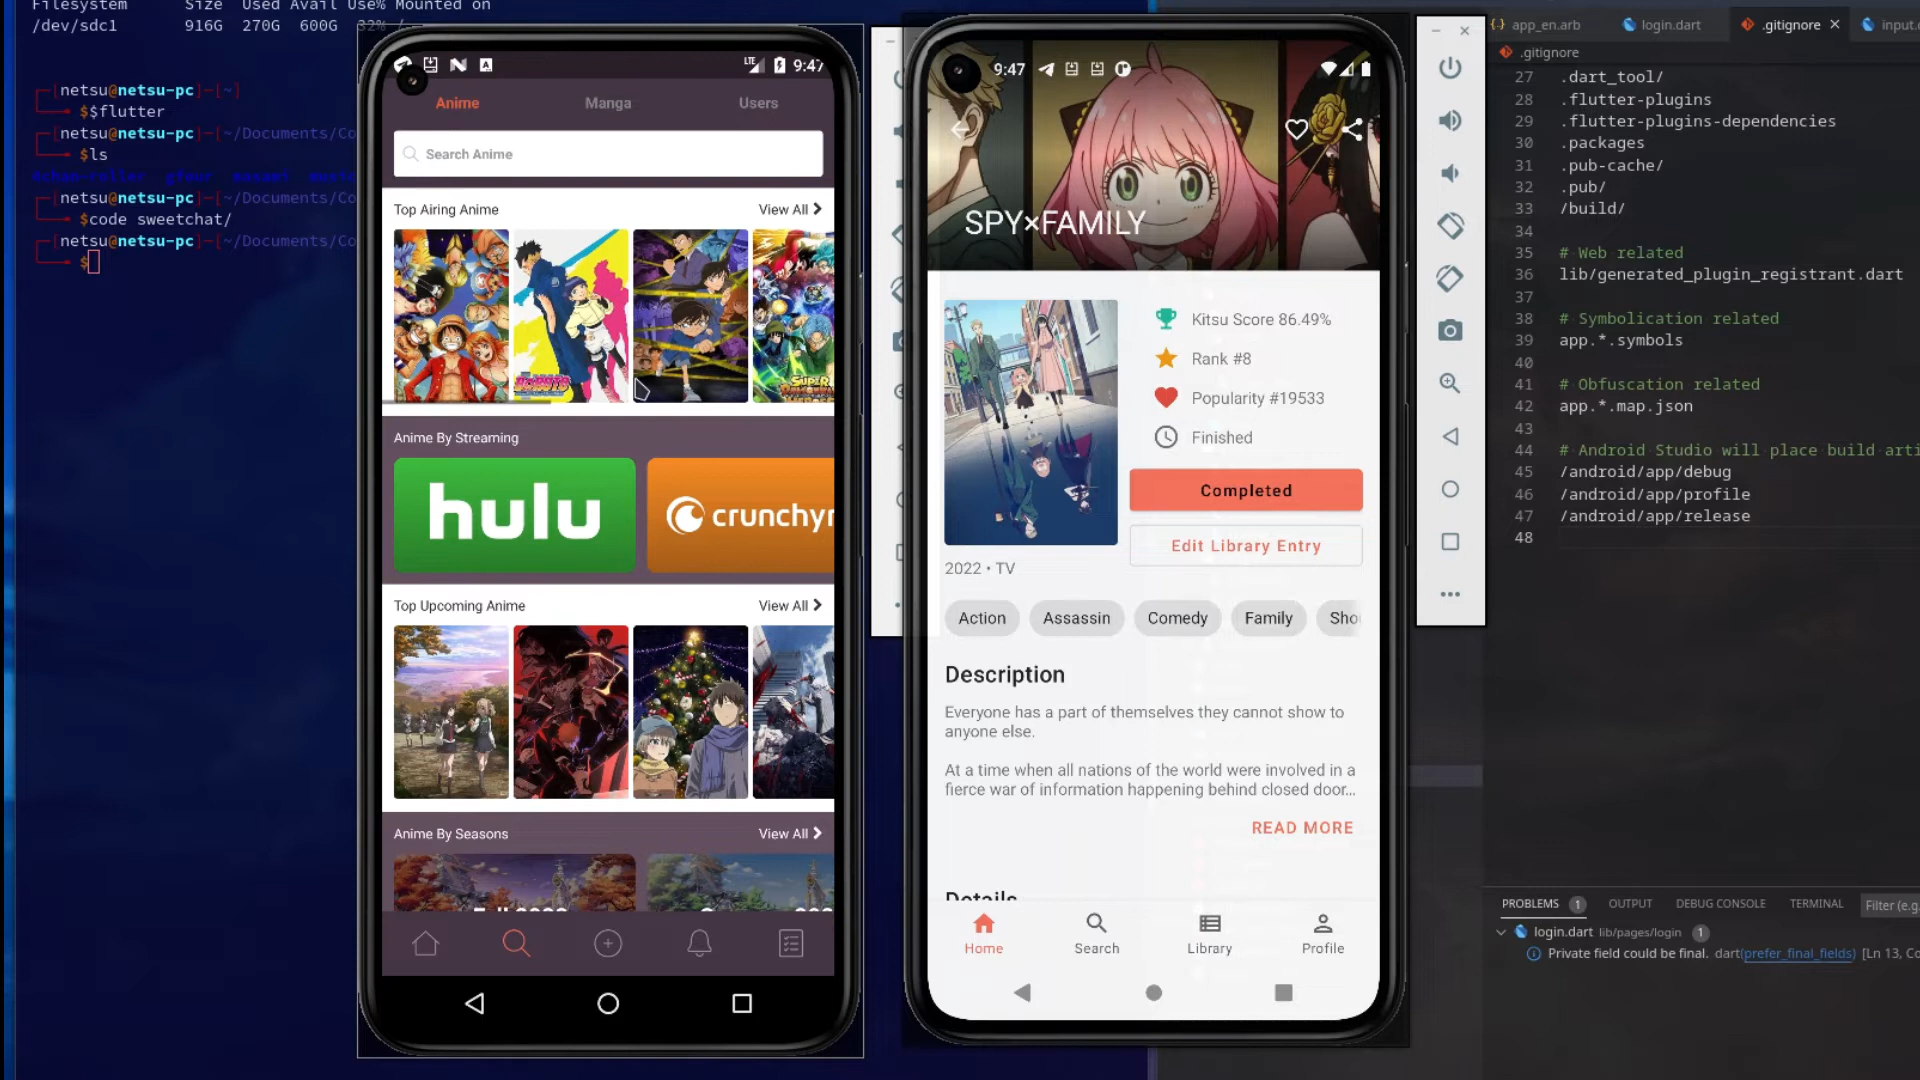 Filesystem Size Used Avail Use% Mounted on
/dev/sdc1 916G 270G 600G 32% /
┌─[netsu@netsu-pc]─[~]
└──╼ $$flutter
┌─[netsu@netsu-pc]─[~/Documents/Co
└──╼ $ls
┌─[netsu@netsu-pc]─[~/Documents/Co
└──╼ $code sweetchat/
┌─[netsu@netsu-pc]─[~/Documents/Co
└──╼ $
LTE 9:47
Anime Manga Users
Search Anime
Top Airing Anime View All
BORUTO
SUPER
Anime By Streaming
hulu crunchyr
Top Upcoming Anime View All
Anime By Seasons View All
9:47
SPY×FAMILY
Kitsu Score 86.49%
Rank #8
Popularity #19533
Finished
Completed
Edit Library Entry
2022 • TV
Action Assassin Comedy Family Sho
Description
Everyone has a part of themselves they cannot show to
anyone else.
At a time when all nations of the world were involved in a
fierce war of information happening behind closed door...
READ MORE
Details
Home Search Library Profile
app_en.arb login.dart .gitignore input.
.gitignore
27 .dart_tool/
28 .flutter-plugins
29 .flutter-plugins-dependencies
30 .packages
31 .pub-cache/
32 .pub/
33 /build/
34
35 # Web related
36 lib/generated_plugin_registrant.dart
37
38 # Symbolication related
39 app.*.symbols
40
41 # Obfuscation related
42 app.*.map.json
43
44 # Android Studio will place build arti
45 /android/app/debug
46 /android/app/profile
47 /android/app/release
48
PROBLEMS 1 OUTPUT DEBUG CONSOLE TERMINAL Filter (e.g.
login.dart lib/pages/login 1
Private field could be final. dart(prefer_final_fields) [Ln 13, Co